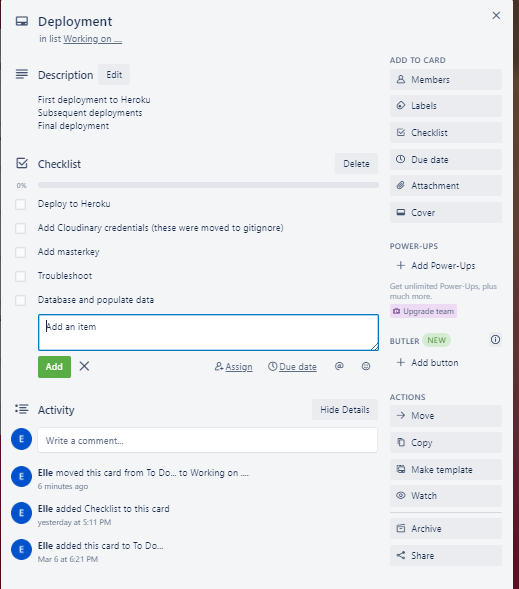 Deployment
in list Working on ....
Description Edit
First deployment to Heroku
Subsequent deployments
Final deployment
Checklist Delete
0%
Deploy to Heroku
Add Cloudinary credentials (these were moved to gitignore)
Add masterkey
Troubleshoot
Database and populate data
Add an item
Add Assign Due date @
Activity Hide Details
E Write a comment...
E Elle moved this card from To Do... to Working on ....
6 minutes ago
E Elle added Checklist to this card
yesterday at 5:11 PM
E Elle added this card to To Do...
Mar 6 at 6:21 PM
ADD TO CARD
Members
Labels
Checklist
Due date
Attachment
Cover
POWER-UPS
+ Add Power-Ups
Get unlimited Power-Ups, plus
much more.
Upgrade team
BUTLER NEW
+ Add button
ACTIONS
Move
Copy
Make template
Watch
Archive
Share